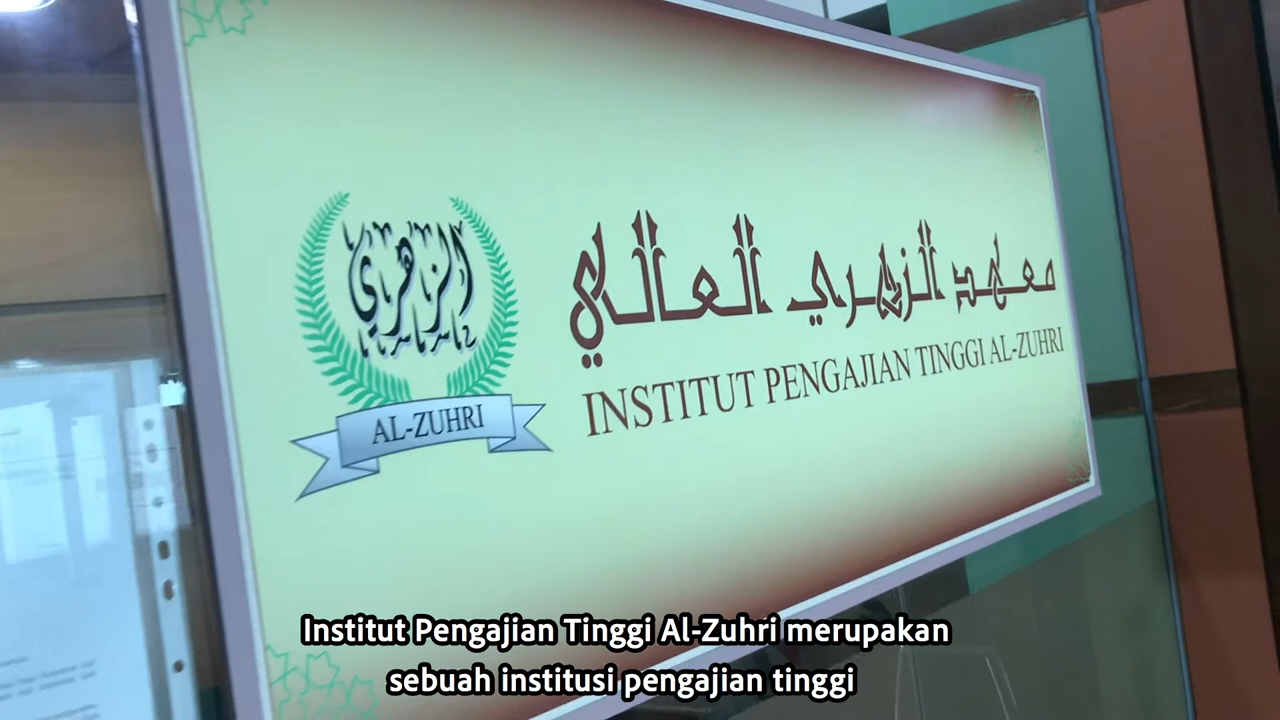 الزهري
AL-ZUHRI
معهد الزهري العالي
INSTITUT PENGAJIAN TINGGI AL-ZUHRI
Institut Pengajian Tinggi Al-Zuhri merupakan
sebuah institusi pengajian tinggi